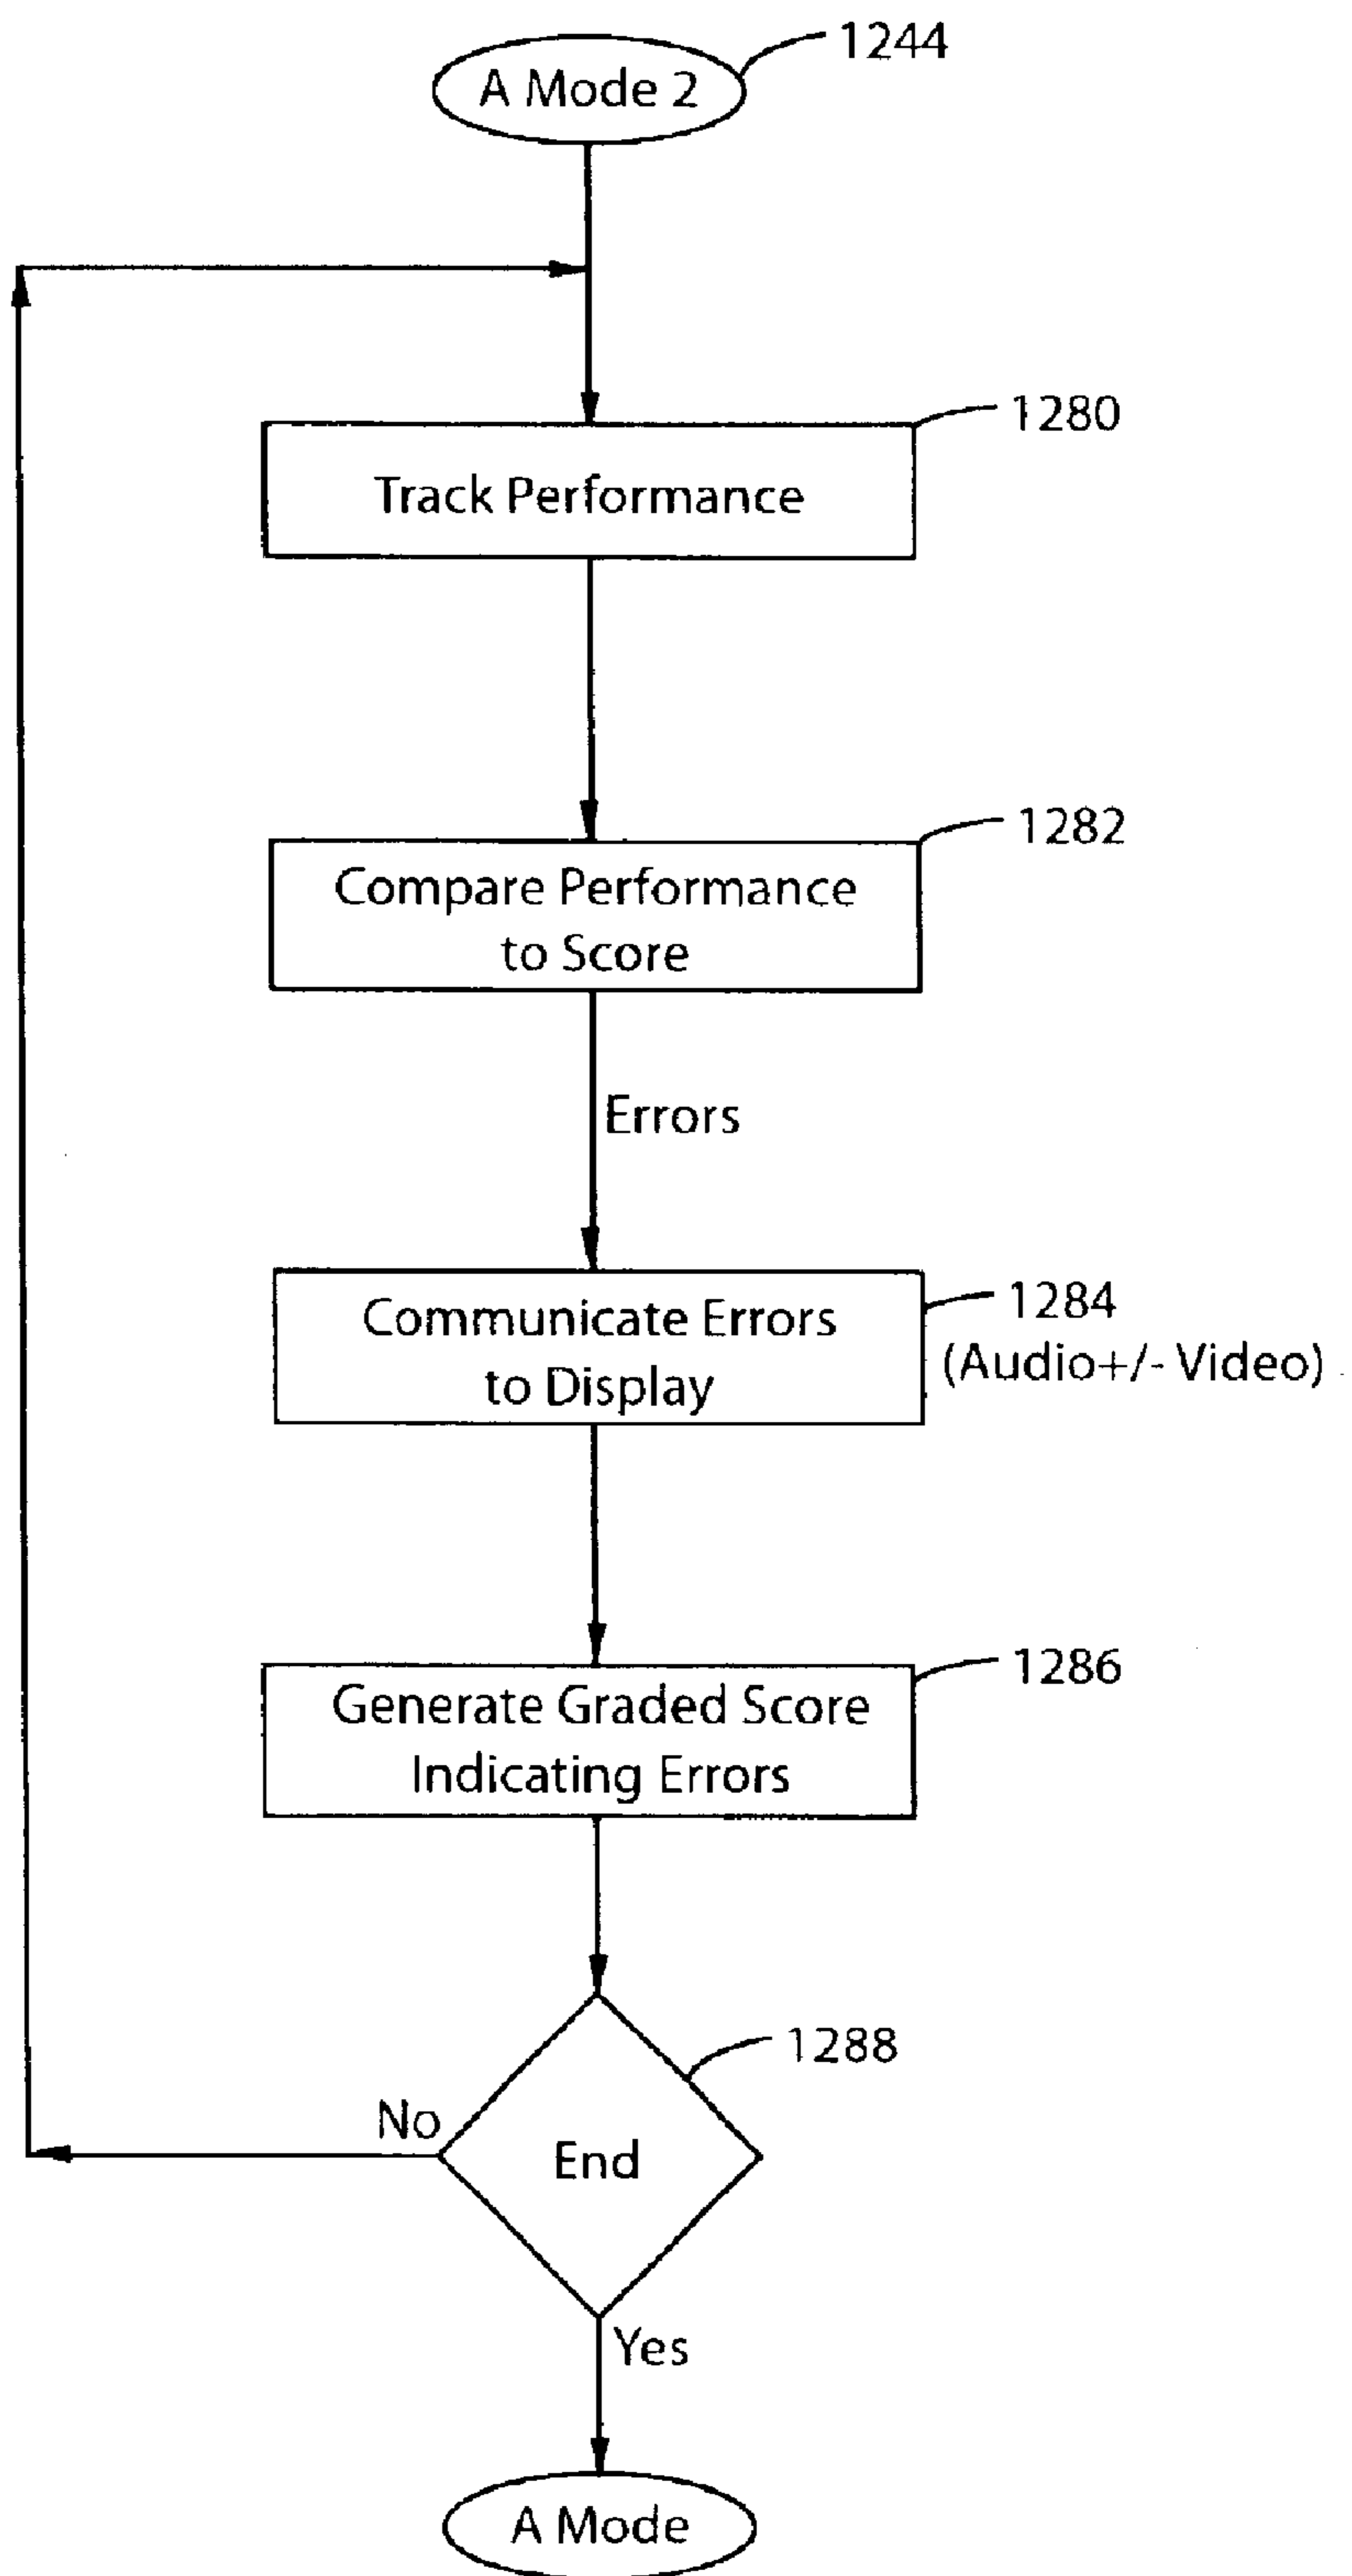 1244
A Mode 2
1280
Track Performance
1282
Compare Performance
to Score
Errors
1284
(Audio+/- Video)
Communicate Errors
to Display
1286
Generate Graded Score
Indicating Errors
1288
No
End
Yes
A Mode